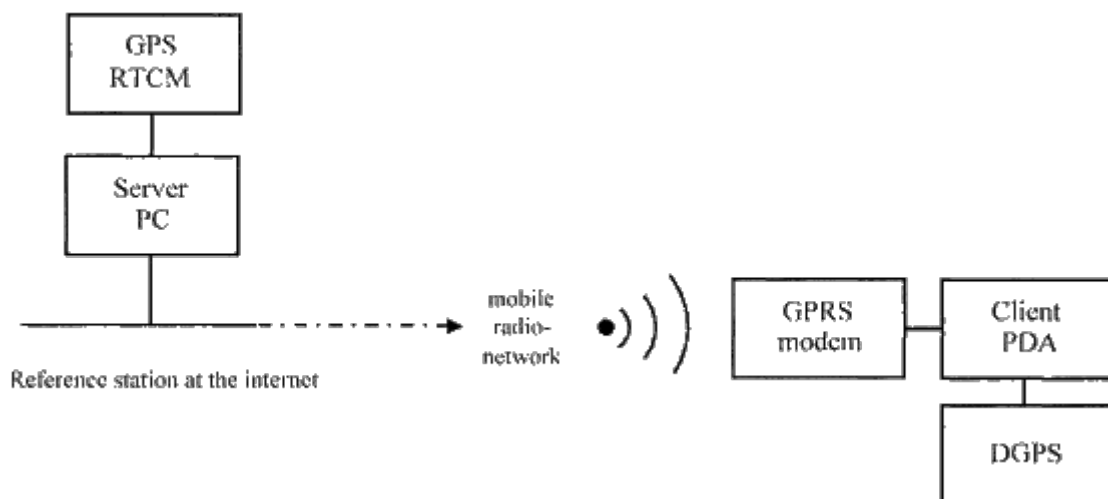 GPS
RTCM
Server
PC
mobile
radio-
network
GPRS
modem
Client
PDA
Reference station at the internet
DGPS